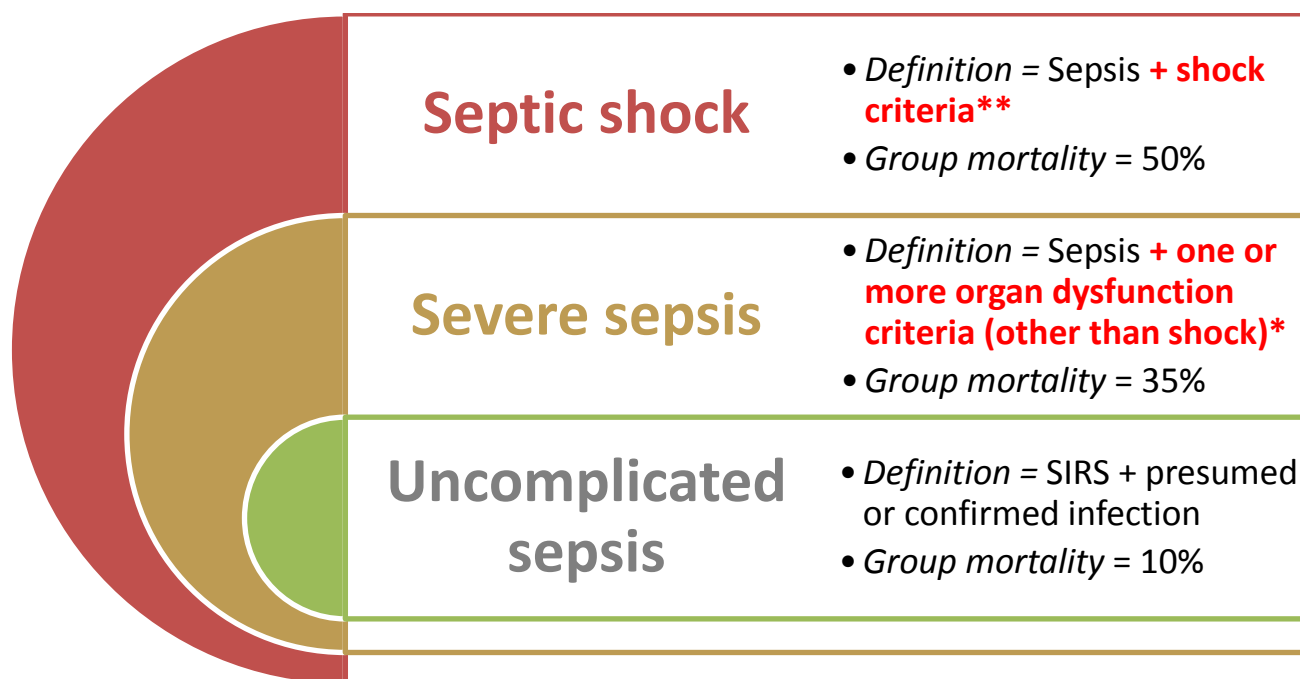 Septic shock
• Definition = Sepsis + shock
criteria**
• Group mortality = 50%
Severe sepsis
• Definition = Sepsis + one or
more organ dysfunction
criteria (other than shock)*
• Group mortality = 35%
Uncomplicated
sepsis
• Definition = SIRS + presumed
or confirmed infection
• Group mortality = 10%